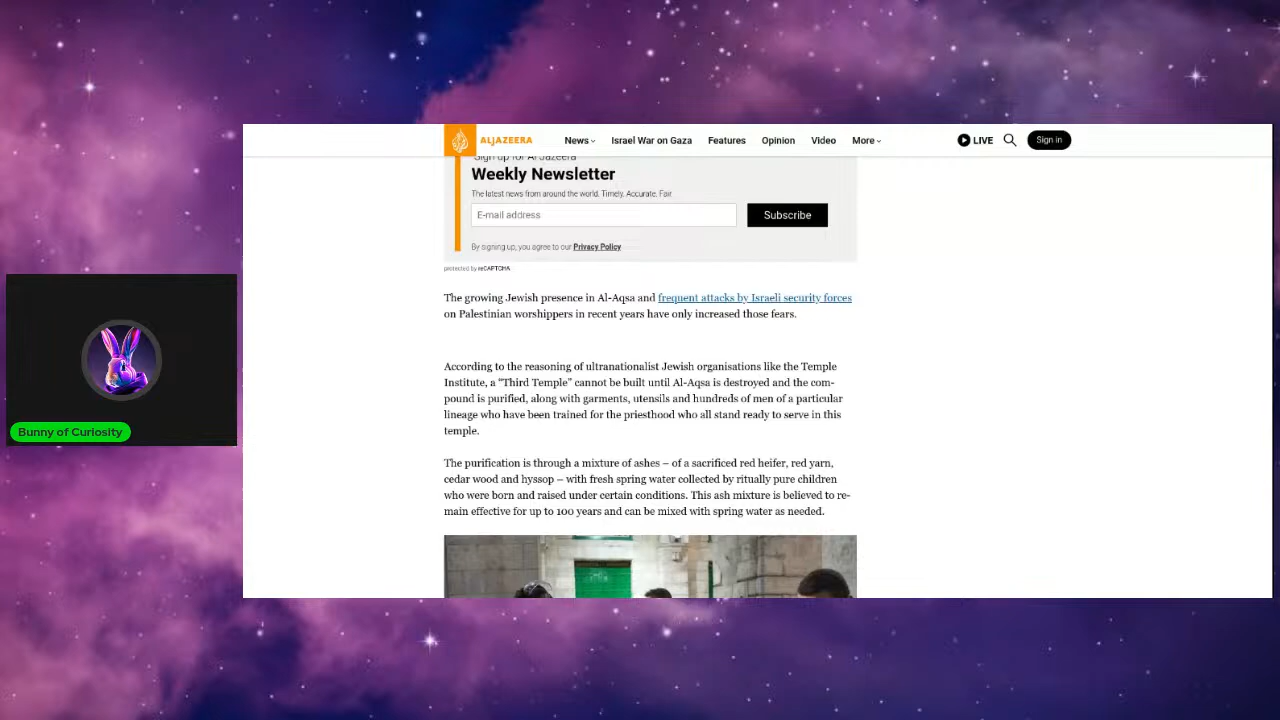 ALJAZEERA
News
Israel War on Gaza
Features
Opinion
Video
More
LIVE
Sign in
Sign up for Al Jazeera
Weekly Newsletter
The latest news from around the world. Timely. Accurate. Fair.
E-mail address
Subscribe
By signing up, you agree to our Privacy Policy
protected by reCAPTCHA
The growing Jewish presence in Al-Aqsa and frequent attacks by Israeli security forces
on Palestinian worshippers in recent years have only increased those fears.
According to the reasoning of ultranationalist Jewish organisations like the Temple
Institute, a “Third Temple” cannot be built until Al-Aqsa is destroyed and the com-
pound is purified, along with garments, utensils and hundreds of men of a particular
lineage who have been trained for the priesthood who all stand ready to serve in this
temple.
The purification is through a mixture of ashes – of a sacrificed red heifer, red yarn,
cedar wood and hyssop – with fresh spring water collected by ritually pure children
who were born and raised under certain conditions. This ash mixture is believed to re-
main effective for up to 100 years and can be mixed with spring water as needed.
Bunny of Curiosity